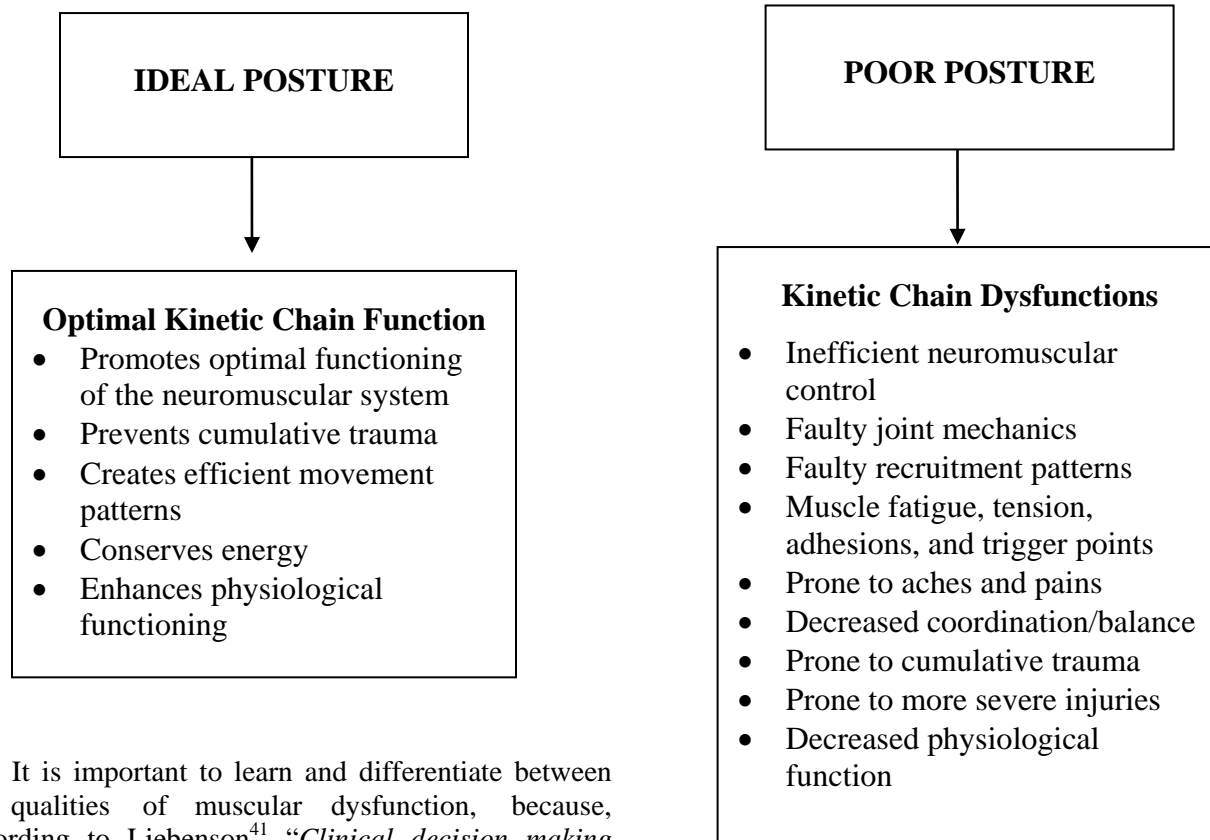 IDEAL POSTURE
Optimal Kinetic Chain Function
• Promotes optimal functioning
of the neuromuscular system
• Prevents cumulative trauma
• Creates efficient movement
patterns
• Conserves energy
• Enhances physiological
functioning
It is important to learn and differentiate between
qualities of muscular dysfunction, because,
to Liebenson41 “Clinical decision making
POOR POSTURE
Kinetic Chain Dysfunctions
• Inefficient neuromuscular
control
• Faulty joint mechanics
• Faulty recruitment patterns
• Muscle fatigue, tension,
adhesions, and trigger points
• Prone to aches and pains
• Decreased coordination/balance
• Prone to cumulative trauma
• Prone to more severe injuries
• Decreased physiological
function